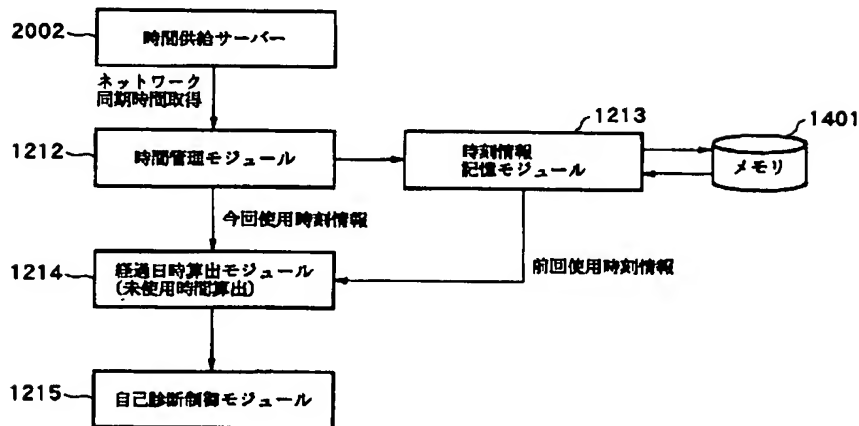 2002
時間供給サーバー
ネットワーク
同期時間取得
1212
時間管理モジュール
1213
時刻情報
記憶モジュール
1401
メモリ
今回使用時刻情報
1214
経過日時算出モジュール
(未使用時間算出)
前回使用時刻情報
1215
自己診断制御モジュール